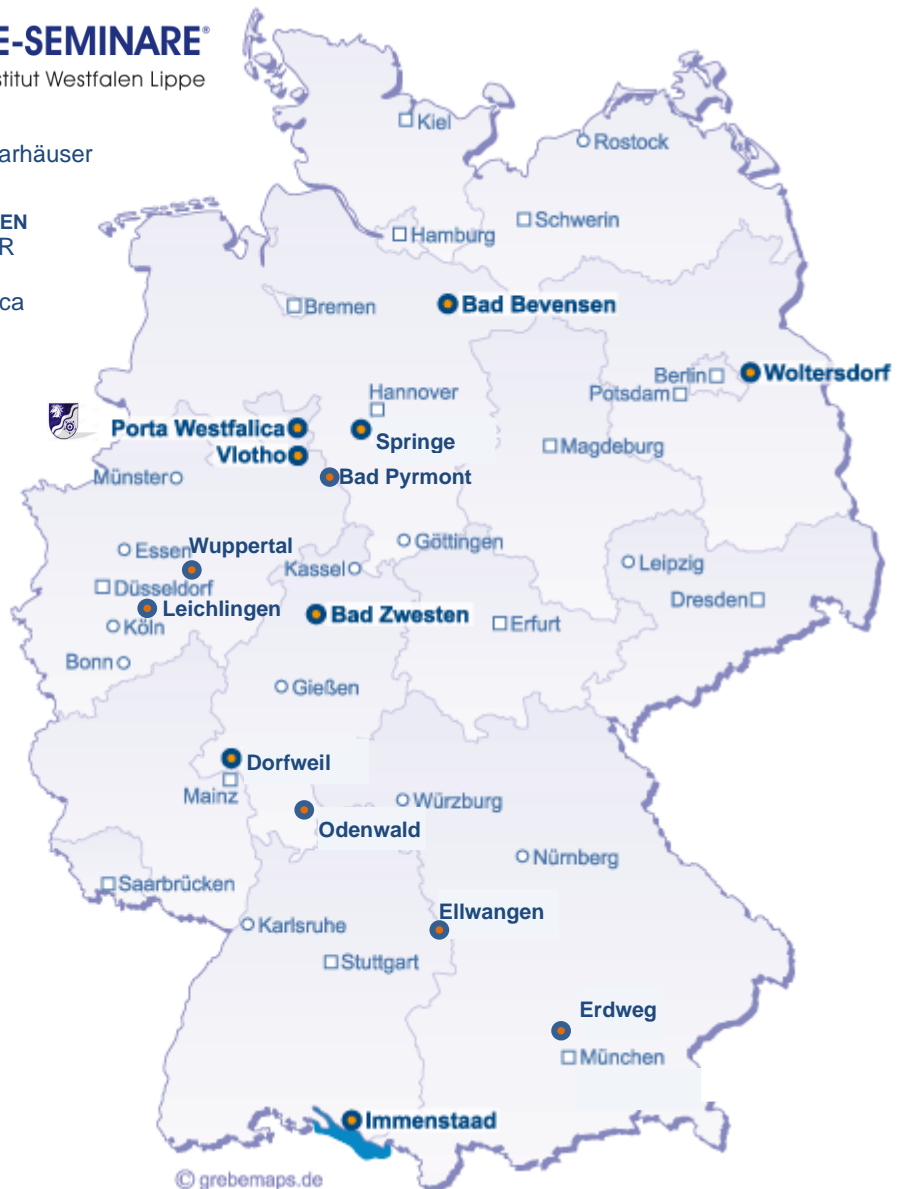 E-SEMINARE®
stitut Westfalen Lippe
arhäuser
EN
R
ca
Kiel
Rostock
Schwerin
Hamburg
Bremen
Bad Bevensen
Berlin
Woltersdorf
Potsdam
Hannover
Porta Westfalica
Springe
Magdeburg
Vlotho
Münster
Bad Pyrmont
Essen
Wuppertal
Göttingen
Kassel
Leipzig
Düsseldorf
Leichlingen
Dresden
Köln
Bad Zwesten
Erfurt
Bonn
Gießen
Dorfweil
Mainz
Würzburg
Odenwald
Nürnberg
Saarbrücken
Ellwangen
Karlsruhe
Stuttgart
Erdweg
München
Immenstaad
© grebemaps.de